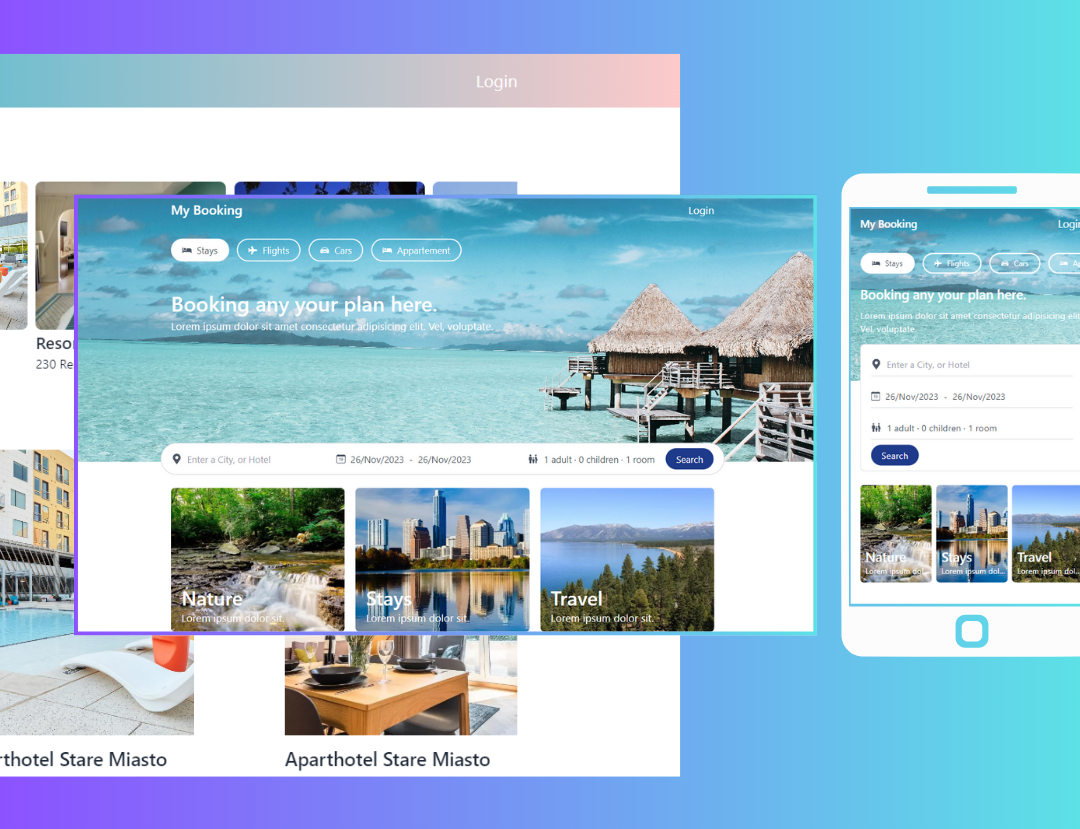 Login
Resor
230 Re
My Booking
Login
Stays
Flights
Cars
Appartement
Booking any your plan here.
Lorem ipsum dolor sit amet consectetur adipisicing elit. Vel, voluptate.
Enter a City, or Hotel
26/Nov/2023 - 26/Nov/2023
1 adult · 0 children · 1 room
Search
Nature
Lorem ipsum dolor sit.
Stays
Lorem ipsum dolor sit.
Travel
Lorem ipsum dolor sit.
rthotel Stare Miasto
Aparthotel Stare Miasto
My Booking
Login
Stays
Flights
Cars
Ap
Booking any your plan here.
Lorem ipsum dolor sit amet consectetur adipisicing elit.
Vel, voluptate.
Enter a City, or Hotel
26/Nov/2023 - 26/Nov/2023
1 adult · 0 children · 1 room
Search
Nature
Lorem ipsum dol...
Stays
Lorem ipsum dol...
Travel
Lorem ipsum dol...